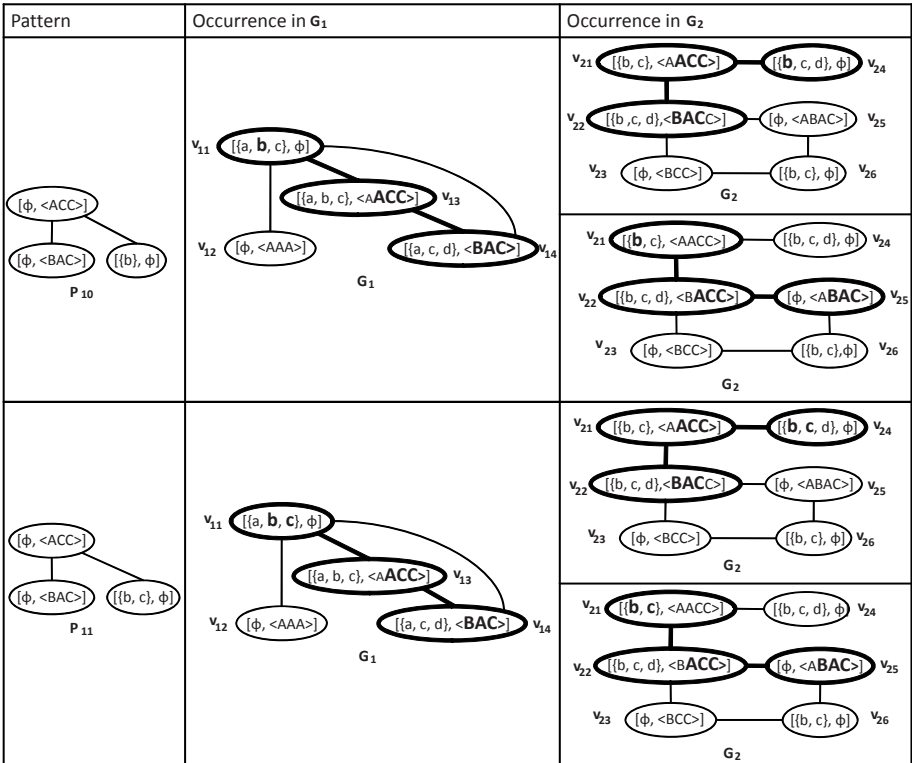 Pattern
Occurrence in G₁
Occurrence in G₂
[ϕ, <ACC>]
[ϕ, <BAC>]
[{b}, ϕ]
P₁₀
v₁₁
[{a, b, c}, ϕ]
[{a, b, c}, <AACC>]
v₁₃
v₁₂
[ϕ, <AAA>]
[{a, c, d}, <BAC>]
v₁₄
G₁
v₂₁
[{b, c}, <AACC>]
[{b, c, d}, ϕ]
v₂₄
v₂₂
[{b ,c, d},<BACC>]
[ϕ, <ABAC>]
v₂₅
v₂₃
[ϕ, <BCC>]
[{b, c}, ϕ]
v₂₆
G₂
v₂₁
[{b, c}, <AACC>]
[{b, c, d}, ϕ]
v₂₄
v₂₂
[{b, c, d}, <BACC>]
[ϕ, <ABAC>]
v₂₅
v₂₃
[ϕ, <BCC>]
[{b, c},ϕ]
v₂₆
G₂
[ϕ, <ACC>]
[ϕ, <BAC>]
[{b, c}, ϕ]
P₁₁
v₁₁
[{a, b, c}, ϕ]
[{a, b, c}, <AACC>]
v₁₃
v₁₂
[ϕ, <AAA>]
[{a, c, d}, <BAC>]
v₁₄
G₁
v₂₁
[{b, c}, <AACC>]
[{b, c, d}, ϕ]
v₂₄
v₂₂
[{b, c, d},<BACC>]
[ϕ, <ABAC>]
v₂₅
v₂₃
[ϕ, <BCC>]
[{b, c}, ϕ]
v₂₆
G₂
v₂₁
[{b, c}, <AACC>]
[{b, c, d}, ϕ]
v₂₄
v₂₂
[{b, c, d}, <BACC>]
[ϕ, <ABAC>]
v₂₅
v₂₃
[ϕ, <BCC>]
[{b, c}, ϕ]
v₂₆
G₂